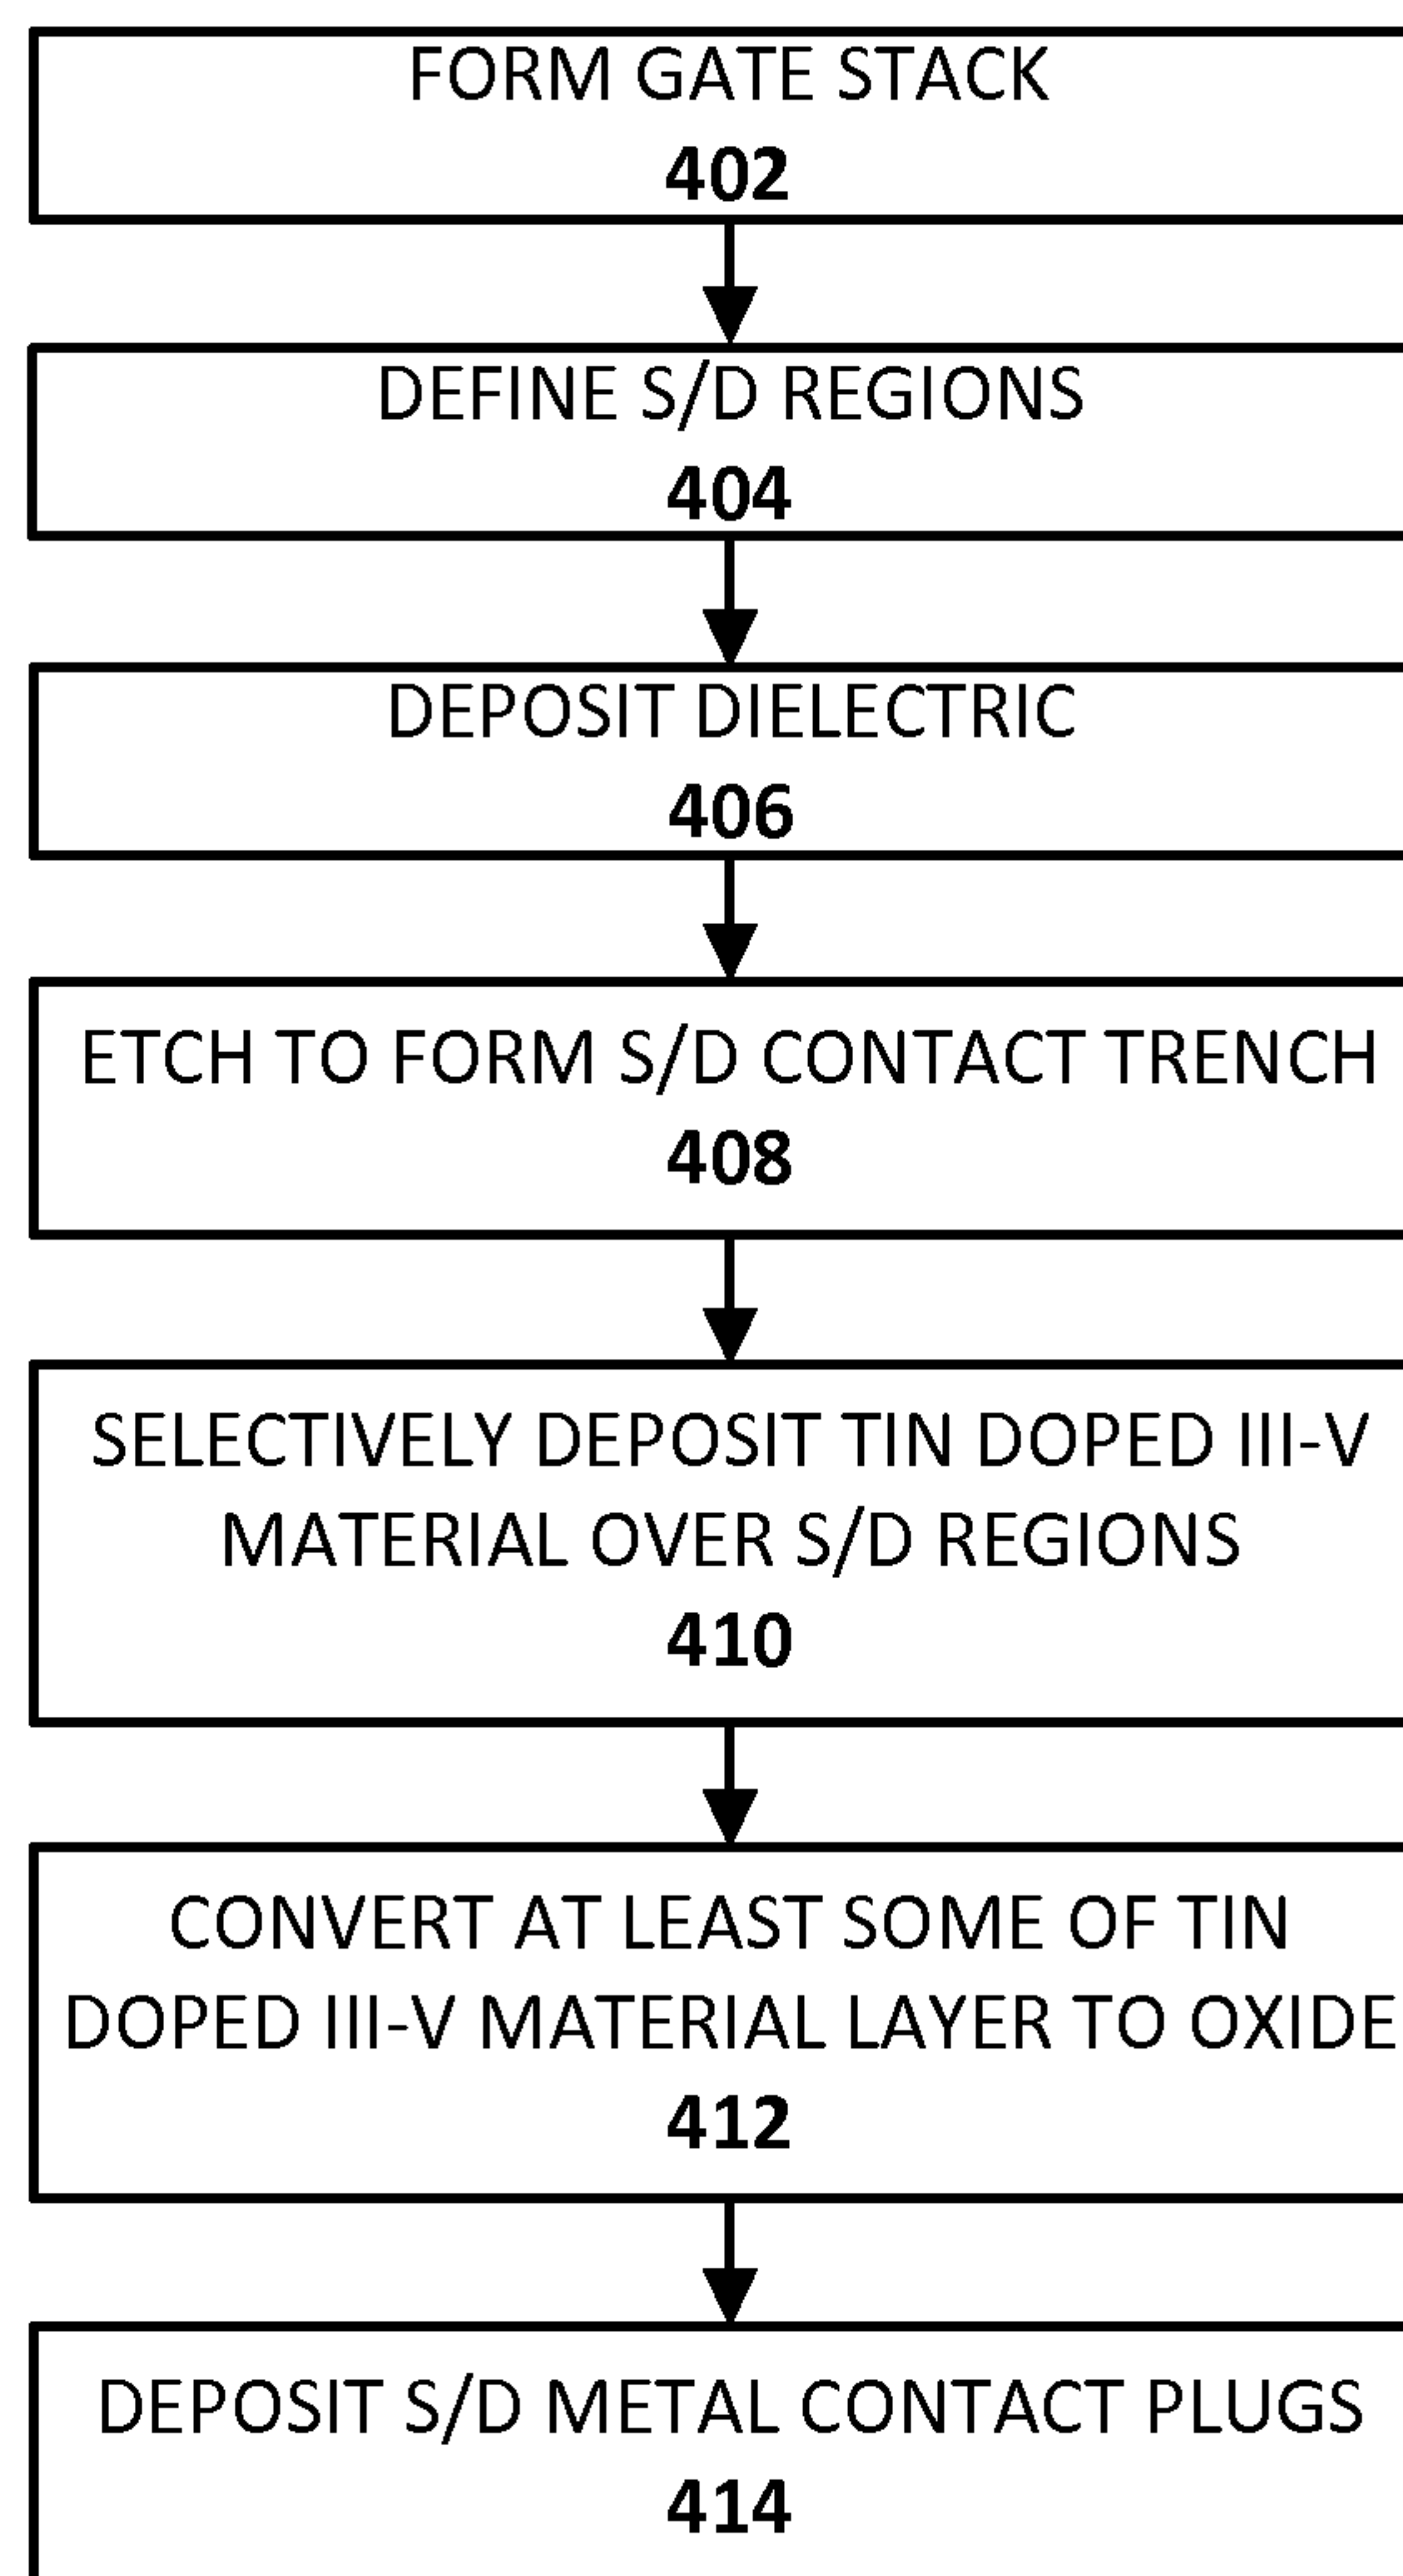 FORM GATE STACK
402
DEFINE S/D REGIONS
404
DEPOSIT DIELECTRIC
406
ETCH TO FORM S/D CONTACT TRENCH
408
SELECTIVELY DEPOSIT TIN DOPED III-V
MATERIAL OVER S/D REGIONS
410
CONVERT AT LEAST SOME OF TIN
DOPED III-V MATERIAL LAYER TO OXIDE
412
DEPOSIT S/D METAL CONTACT PLUGS
414